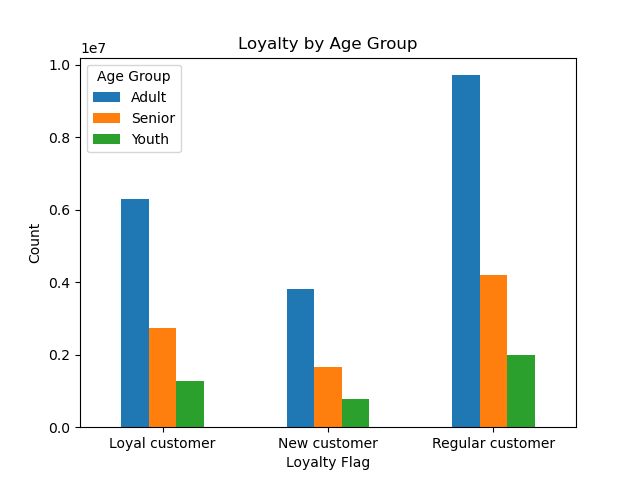 Loyalty by Age Group
1e7
1.0
0.8
0.6
0.4
0.2
0.0
Count
Age Group
Adult
Senior
Youth
Loyal customer
New customer
Regular customer
Loyalty Flag